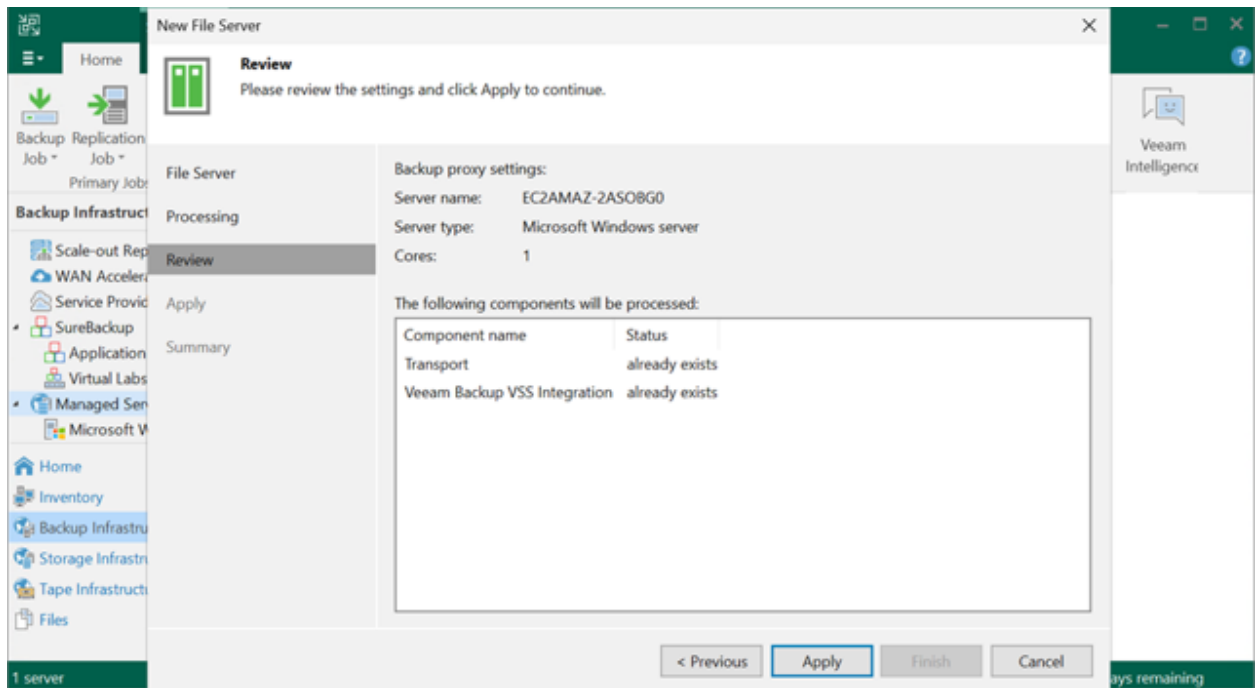 New File Server
Home
Review
Please review the settings and click Apply to continue.
Backup Replication
Job Job
Primary Jobs
Veeam
Intelligence
Backup Infrastruct
Scale-out Rep
WAN Accelera
Service Provid
SureBackup
Application
Virtual Labs
Managed Ser
Microsoft W
Home
Inventory
Backup Infrastru
Storage Infrastru
Tape Infrastructu
Files
File Server
Processing
Review
Apply
Summary
Backup proxy settings:
Server name: EC2AMAZ-2ASOBG0
Server type: Microsoft Windows server
Cores: 1
The following components will be processed:
Component name Status
Transport already exists
Veeam Backup VSS Integration already exists
< Previous Apply Finish Cancel
1 server
ays remaining